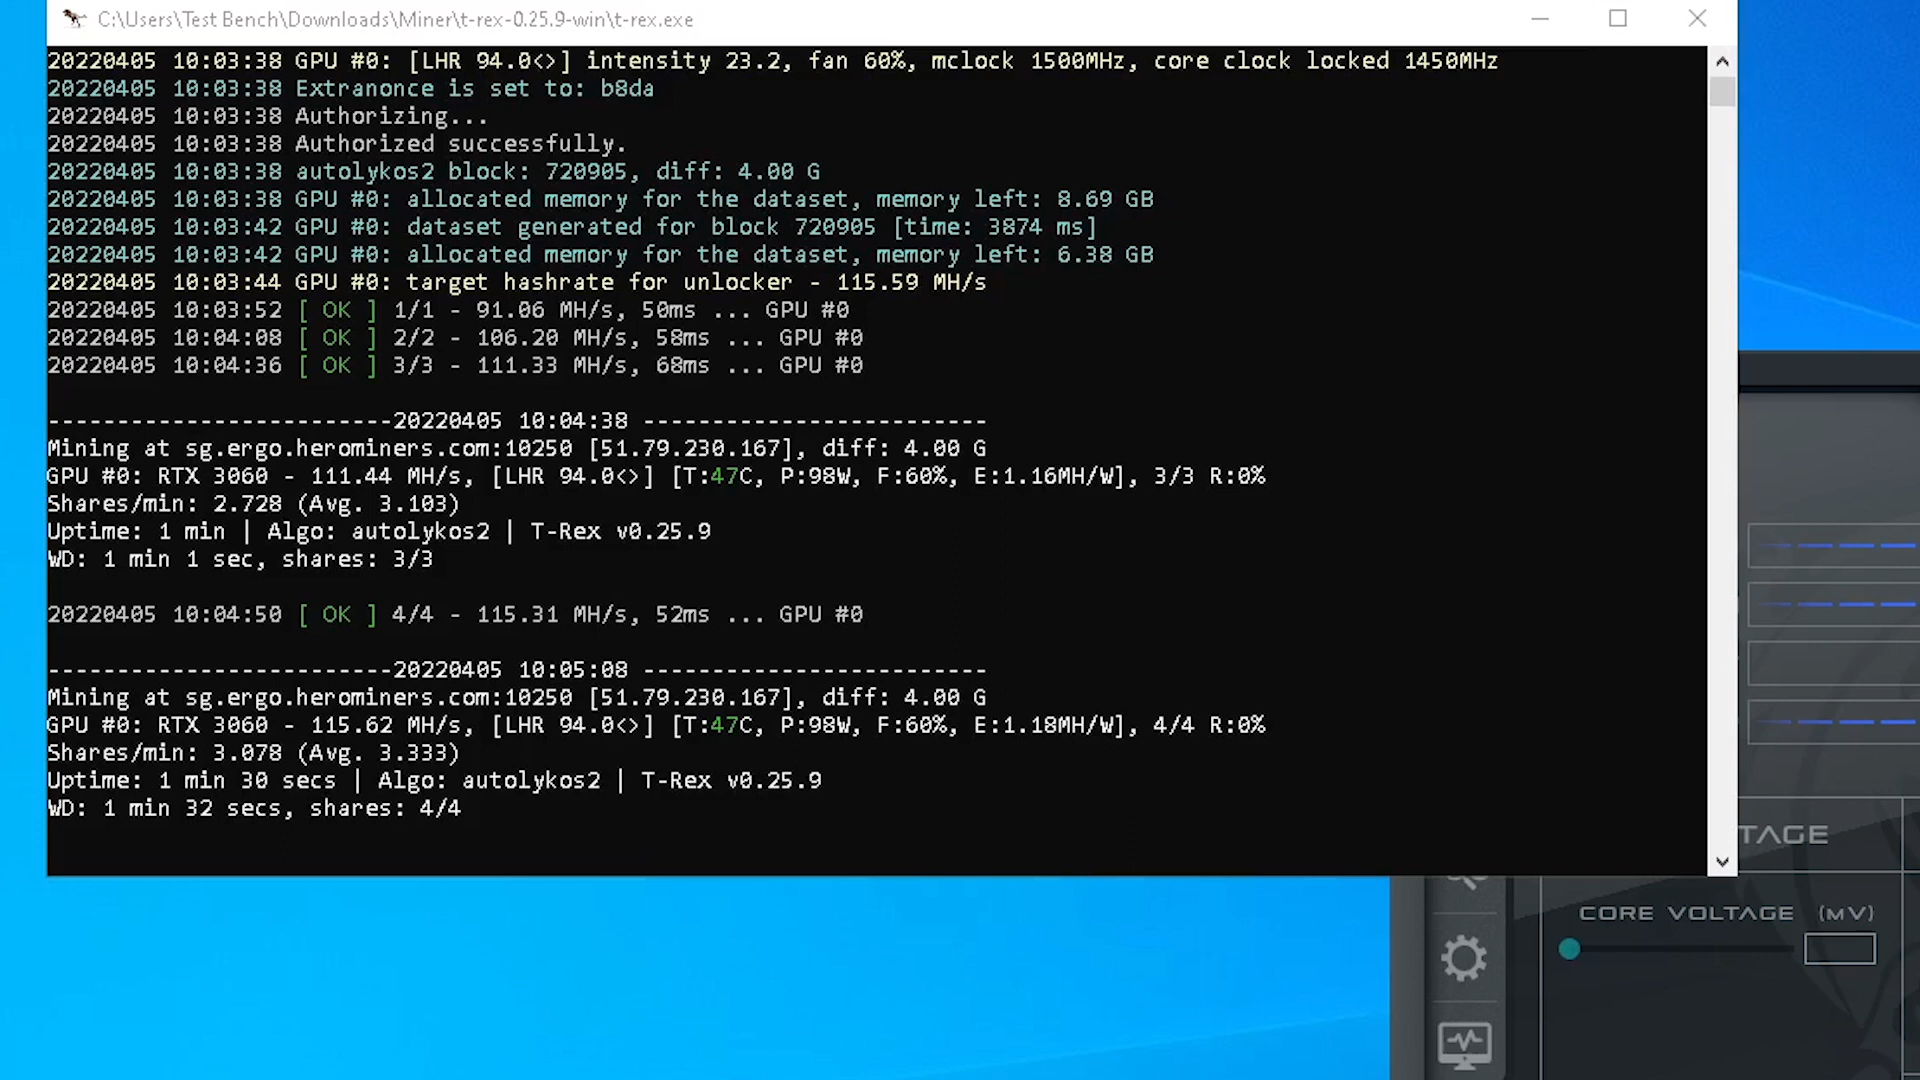 C:\Users\Test Bench\Downloads\Miner\t-rex-0.25.9-win\t-rex.exe
20220405 10:03:38 GPU #0: [LHR 94.0<>] intensity 23.2, fan 60%, mclock 1500MHz, core clock locked 1450MHz
20220405 10:03:38 Extranonce is set to: b8da
20220405 10:03:38 Authorizing...
20220405 10:03:38 Authorized successfully.
20220405 10:03:38 autolykos2 block: 720905, diff: 4.00 G
20220405 10:03:38 GPU #0: allocated memory for the dataset, memory left: 8.69 GB
20220405 10:03:42 GPU #0: dataset generated for block 720905 [time: 3874 ms]
20220405 10:03:42 GPU #0: allocated memory for the dataset, memory left: 6.38 GB
20220405 10:03:44 GPU #0: target hashrate for unlocker - 115.59 MH/s
20220405 10:03:52 [ OK ] 1/1 - 91.06 MH/s, 50ms ... GPU #0
20220405 10:04:08 [ OK ] 2/2 - 106.20 MH/s, 58ms ... GPU #0
20220405 10:04:36 [ OK ] 3/3 - 111.33 MH/s, 68ms ... GPU #0
-------------------------20220405 10:04:38 -------------------------
Mining at sg.ergo.herominers.com:10250 [51.79.230.167], diff: 4.00 G
GPU #0: RTX 3060 - 111.44 MH/s, [LHR 94.0<>] [T:47C, P:98W, F:60%, E:1.16MH/W], 3/3 R:0%
Shares/min: 2.728 (Avg. 3.103)
Uptime: 1 min | Algo: autolykos2 | T-Rex v0.25.9
WD: 1 min 1 sec, shares: 3/3
20220405 10:04:50 [ OK ] 4/4 - 115.31 MH/s, 52ms ... GPU #0
-------------------------20220405 10:05:08 -------------------------
Mining at sg.ergo.herominers.com:10250 [51.79.230.167], diff: 4.00 G
GPU #0: RTX 3060 - 115.62 MH/s, [LHR 94.0<>] [T:47C, P:98W, F:60%, E:1.18MH/W], 4/4 R:0%
Shares/min: 3.078 (Avg. 3.333)
Uptime: 1 min 30 secs | Algo: autolykos2 | T-Rex v0.25.9
WD: 1 min 32 secs, shares: 4/4
TAGE
CORE VOLTAGE (MV)